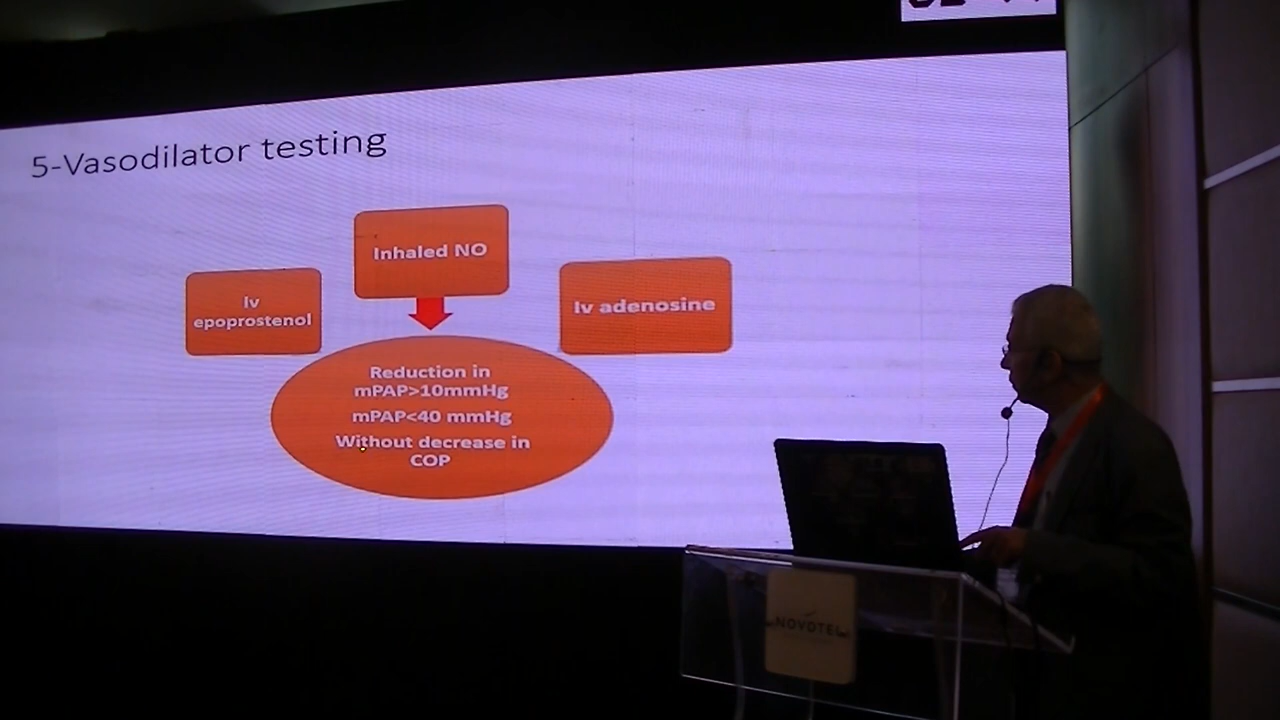 5-Vasodilator testing
Inhaled NO
Iv
epoprostenol
Iv adenosine
Reduction in
mPAP>10mmHg
mPAP<40 mmHg
Without decrease in
COP
NOVOTEL